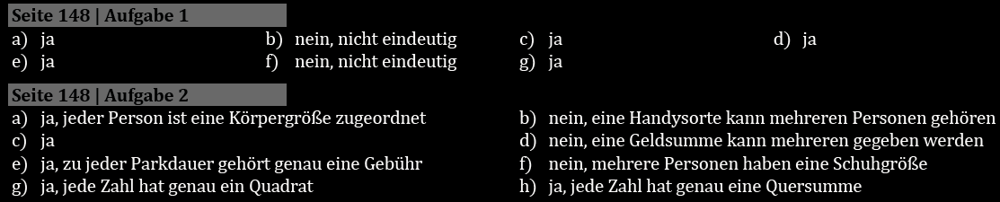 Seite 148 | Aufgabe 1
a) ja b) nein, nicht eindeutig c) ja d) ja
e) ja f) nein, nicht eindeutig g) ja
Seite 148 | Aufgabe 2
a) ja, jeder Person ist eine Körpergröße zugeordnet b) nein, eine Handysorte kann mehreren Personen gehören
c) ja d) nein, eine Geldsumme kann mehreren gegeben werden
e) ja, zu jeder Parkdauer gehört genau eine Gebühr f) nein, mehrere Personen haben eine Schuhgröße
g) ja, jede Zahl hat genau ein Quadrat h) ja, jede Zahl hat genau eine Quersumme